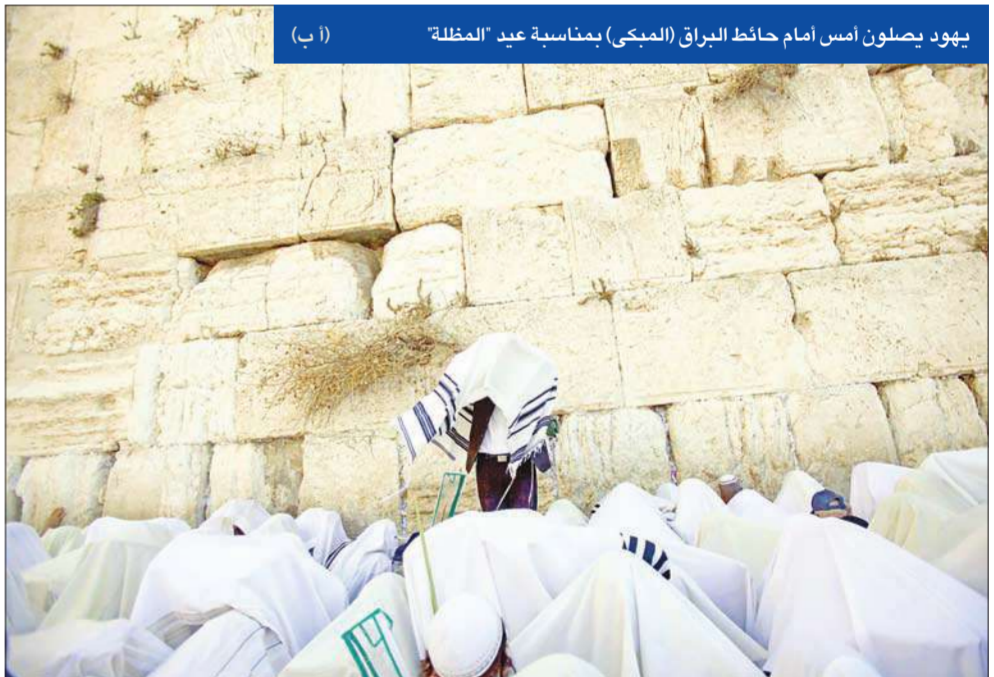 يهود يصلون أمس أمام حائط البراق (المبكى) بمناسبة عيد "المظلة" (أ ب)